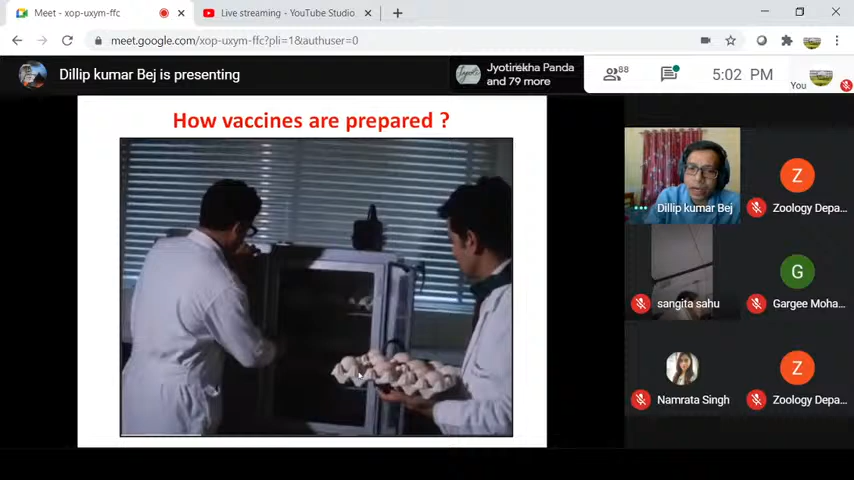 Meet - xop-uxym-ffc
Live streaming - YouTube Studio
meet.google.com/xop-uxym-ffc?pli=1&authuser=0
Dillip kumar Bej is presenting
Jyotirekha Panda
and 79 more
88
5:02 PM
You
How vaccines are prepared ?
Dillip kumar Bej
Z
Zoology Depa...
sangita sahu
G
Gargee Moha...
Namrata Singh
Z
Zoology Depa...